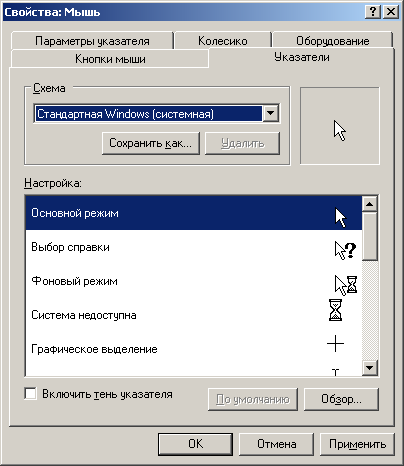 Свойства: Мышь
Параметры указателя Колесико Оборудование
Кнопки мыши Указатели
Схема
Стандартная Windows (системная)
Сохранить как... Удалить
Настройка:
Основной режим
Выбор справки
Фоновый режим
Система недоступна
Графическое выделение
Включить тень указателя
По умолчанию Обзор...
OK Отмена Применить